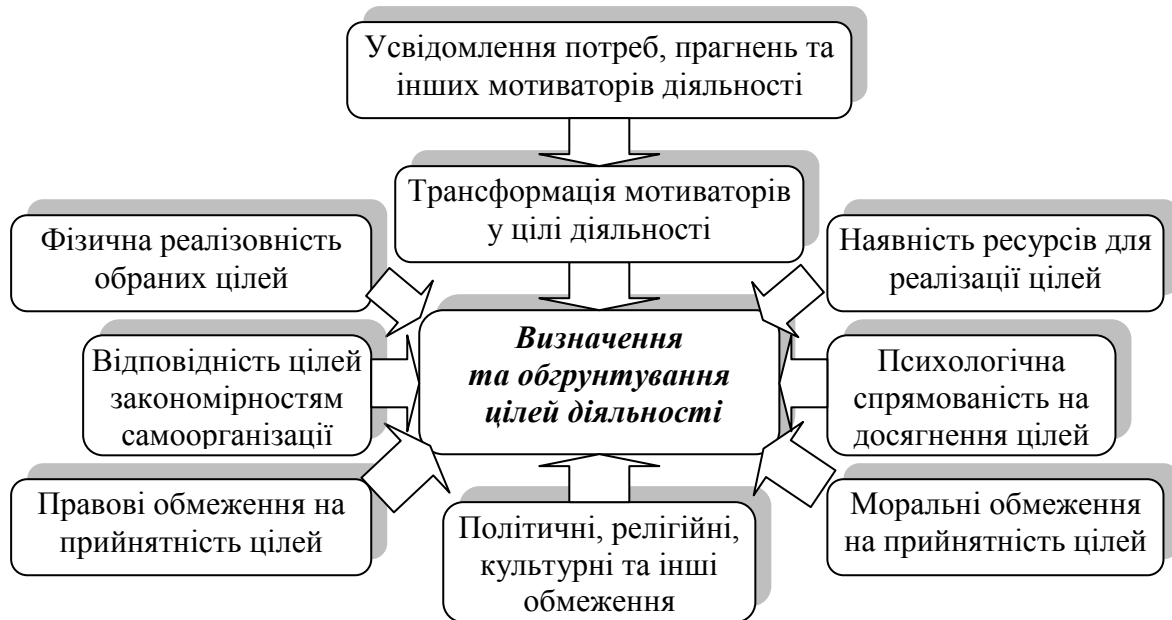 Усвідомлення потреб, прагнень та
інших мотиваторів діяльності
Трансформація мотиваторів
у цілі діяльності
Фізична реалізовність
обраних цілей
Наявність ресурсів для
реалізації цілей
Визначення
та обгрунтування
цілей діяльності
Відповідність цілей
закономірностям
самоорганізації
Психологічна
спрямованість на
досягнення цілей
Правові обмеження на
прийнятність цілей
Політичні, релігійні,
культурні та інші
обмеження
Моральні обмеження
на прийнятність цілей